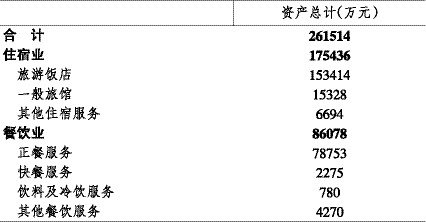 资产总计(万元)
合 计 261514
住宿业 175436
旅游饭店 153414
一般旅馆 15328
其他住宿服务 6694
餐饮业 86078
正餐服务 78753
快餐服务 2275
饮料及冷饮服务 780
其他餐饮服务 4270